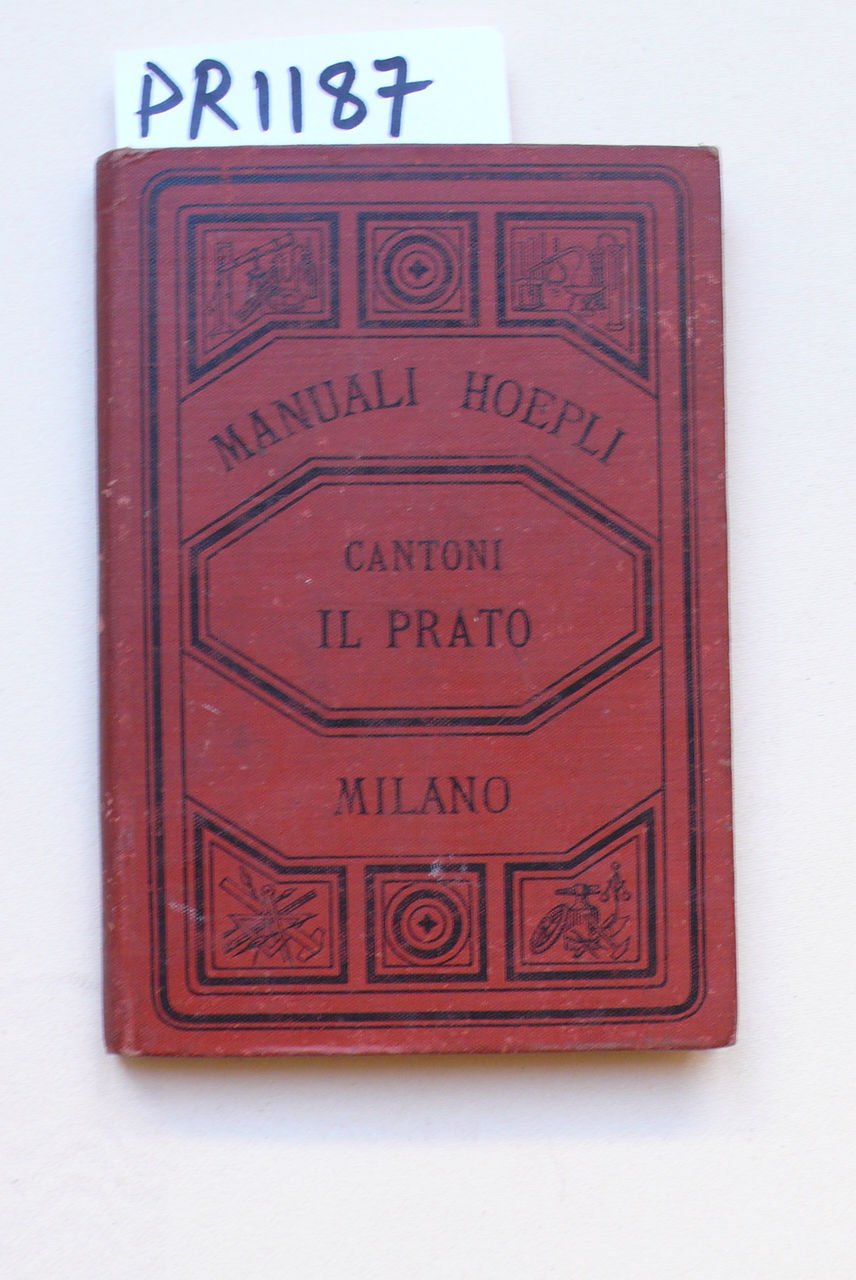 PR1187
MANUALI HOEPLI
CANTONI
IL PRATO
MILANO